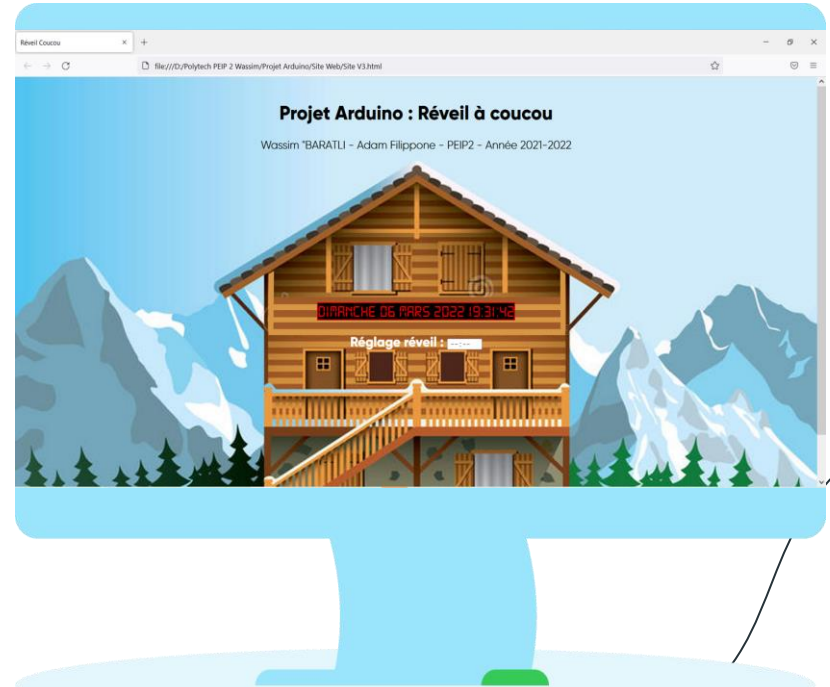 Réveil Coucou
file:///D:/Polytech PEIP 2 Wassim/Projet Arduino/Site Web/Site V3.html
Projet Arduino : Réveil à coucou
Wassim "BARATLI - Adam Filippone - PEIP2 - Année 2021-2022
DIMANCHE 06 MARS 2022 19:31:42
Réglage réveil : --:--